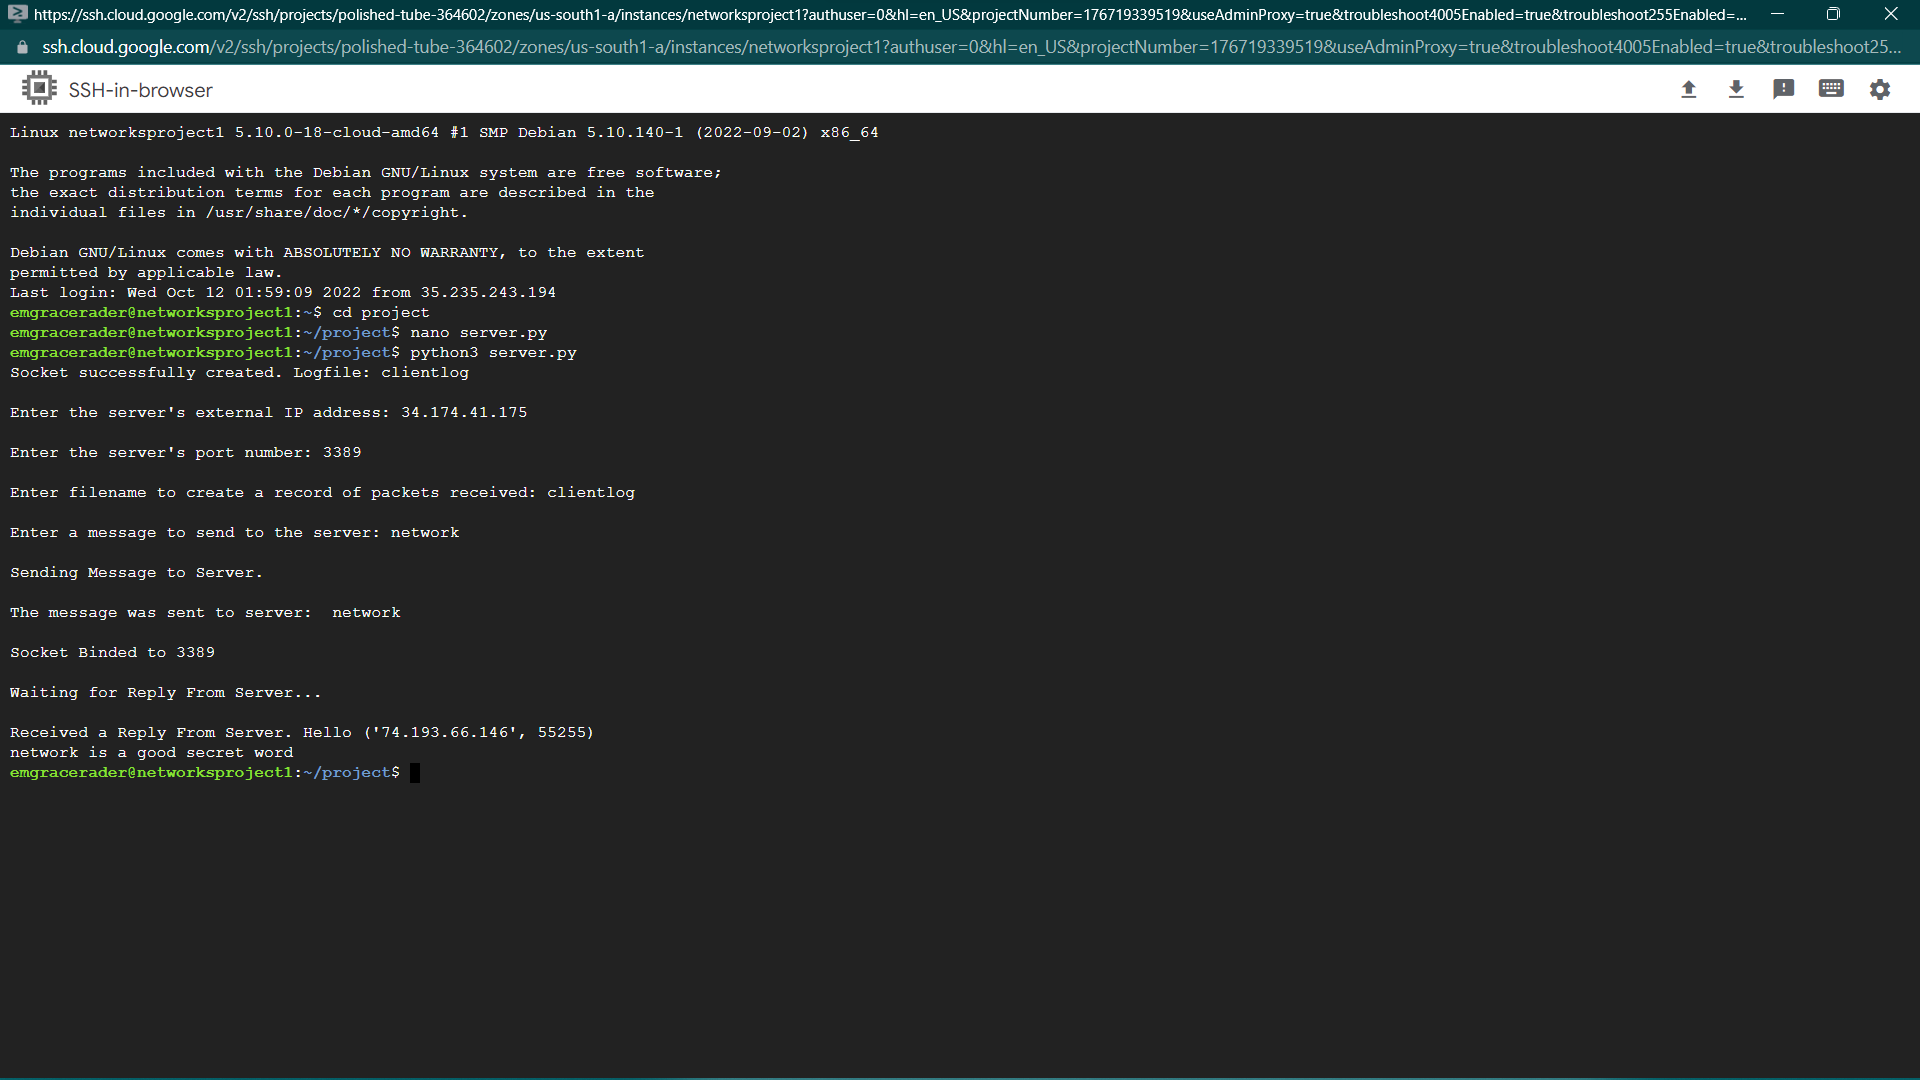 https://ssh.cloud.google.com/v2/ssh/projects/polished-tube-364602/zones/us-south1-a/instances/networksproject1?authuser=0&hl=en_US&projectNumber=176719339519&useAdminProxy=true&troubleshoot4005Enabled=true&troubleshoot255Enabled=...
ssh.cloud.google.com/v2/ssh/projects/polished-tube-364602/zones/us-south1-a/instances/networksproject1?authuser=0&hl=en_US&projectNumber=176719339519&useAdminProxy=true&troubleshoot4005Enabled=true&troubleshoot25...
SSH-in-browser
Linux networksproject1 5.10.0-18-cloud-amd64 #1 SMP Debian 5.10.140-1 (2022-09-02) x86_64
The programs included with the Debian GNU/Linux system are free software;
the exact distribution terms for each program are described in the
individual files in /usr/share/doc/*/copyright.
Debian GNU/Linux comes with ABSOLUTELY NO WARRANTY, to the extent
permitted by applicable law.
Last login: Wed Oct 12 01:59:09 2022 from 35.235.243.194
emgracerader@networksproject1:~$ cd project
emgracerader@networksproject1:~/project$ nano server.py
emgracerader@networksproject1:~/project$ python3 server.py
Socket successfully created. Logfile: clientlog
Enter the server's external IP address: 34.174.41.175
Enter the server's port number: 3389
Enter filename to create a record of packets received: clientlog
Enter a message to send to the server: network
Sending Message to Server.
The message was sent to server:  network
Socket Binded to 3389
Waiting for Reply From Server...
Received a Reply From Server. Hello ('74.193.66.146', 55255)
network is a good secret word
emgracerader@networksproject1:~/project$